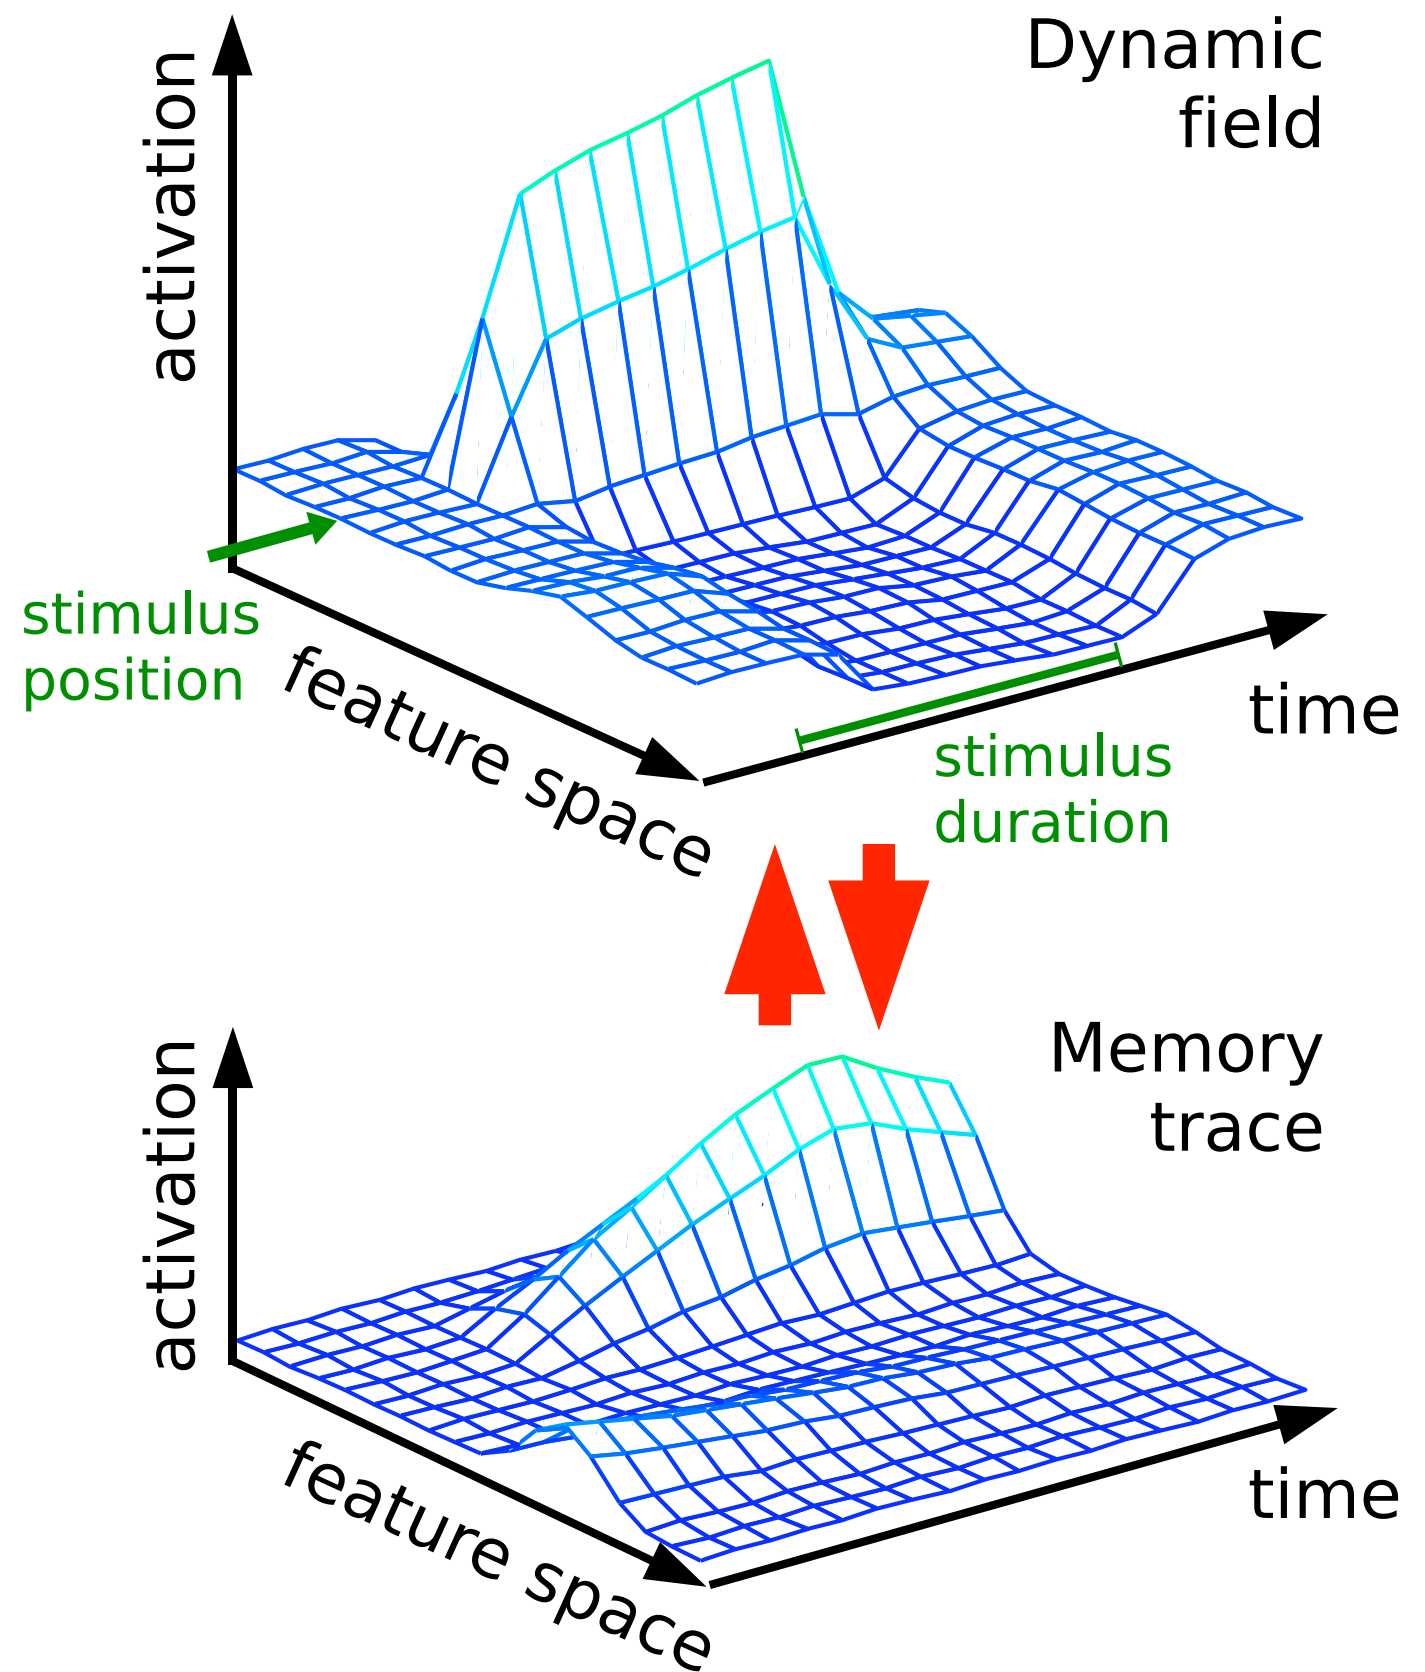 Dynamic
field
activation
stimulus
position
feature space
time
stimulus
duration
Memory
trace
activation
feature space
time